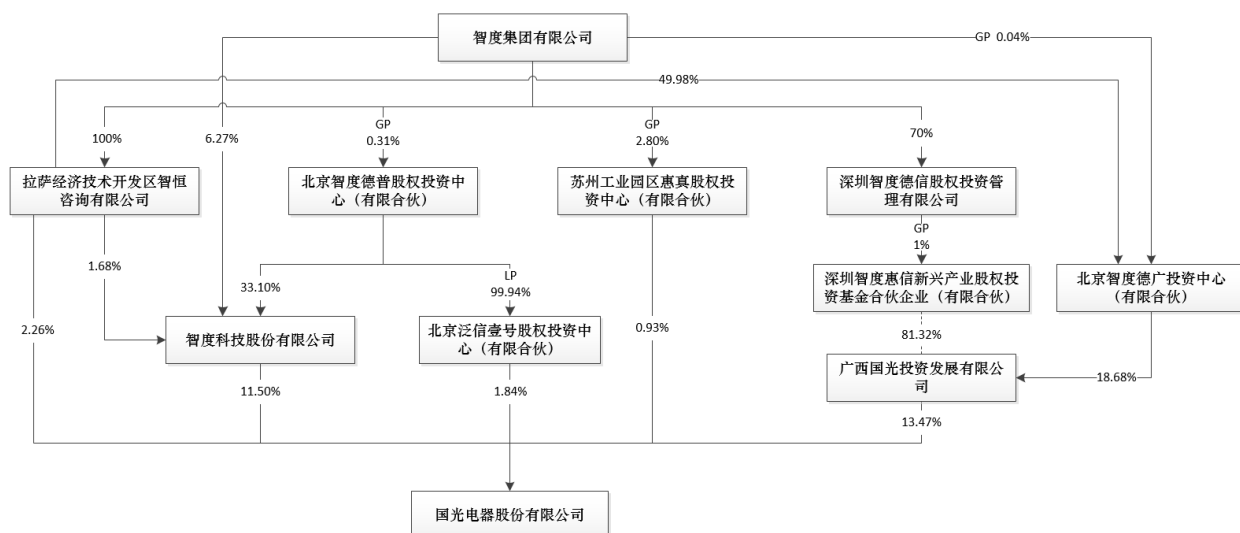 智度集团有限公司
GP 0.04%
49.98%
100%
6.27%
GP
0.31%
GP
2.80%
70%
拉萨经济技术开发区智恒
咨询有限公司
北京智度德普股权投资中
心（有限合伙）
苏州工业园区惠真股权投
资中心（有限合伙）
深圳智度德信股权投资管
理有限公司
GP
1%
1.68%
33.10%
LP
99.94%
深圳智度惠信新兴产业股权投
资基金合伙企业（有限合伙）
北京智度德广投资中心
（有限合伙）
2.26%
智度科技股份有限公司
北京泛信壹号股权投资中
心（有限合伙）
0.93%
81.32%
广西国光投资发展有限公
司
18.68%
11.50%
1.84%
13.47%
国光电器股份有限公司